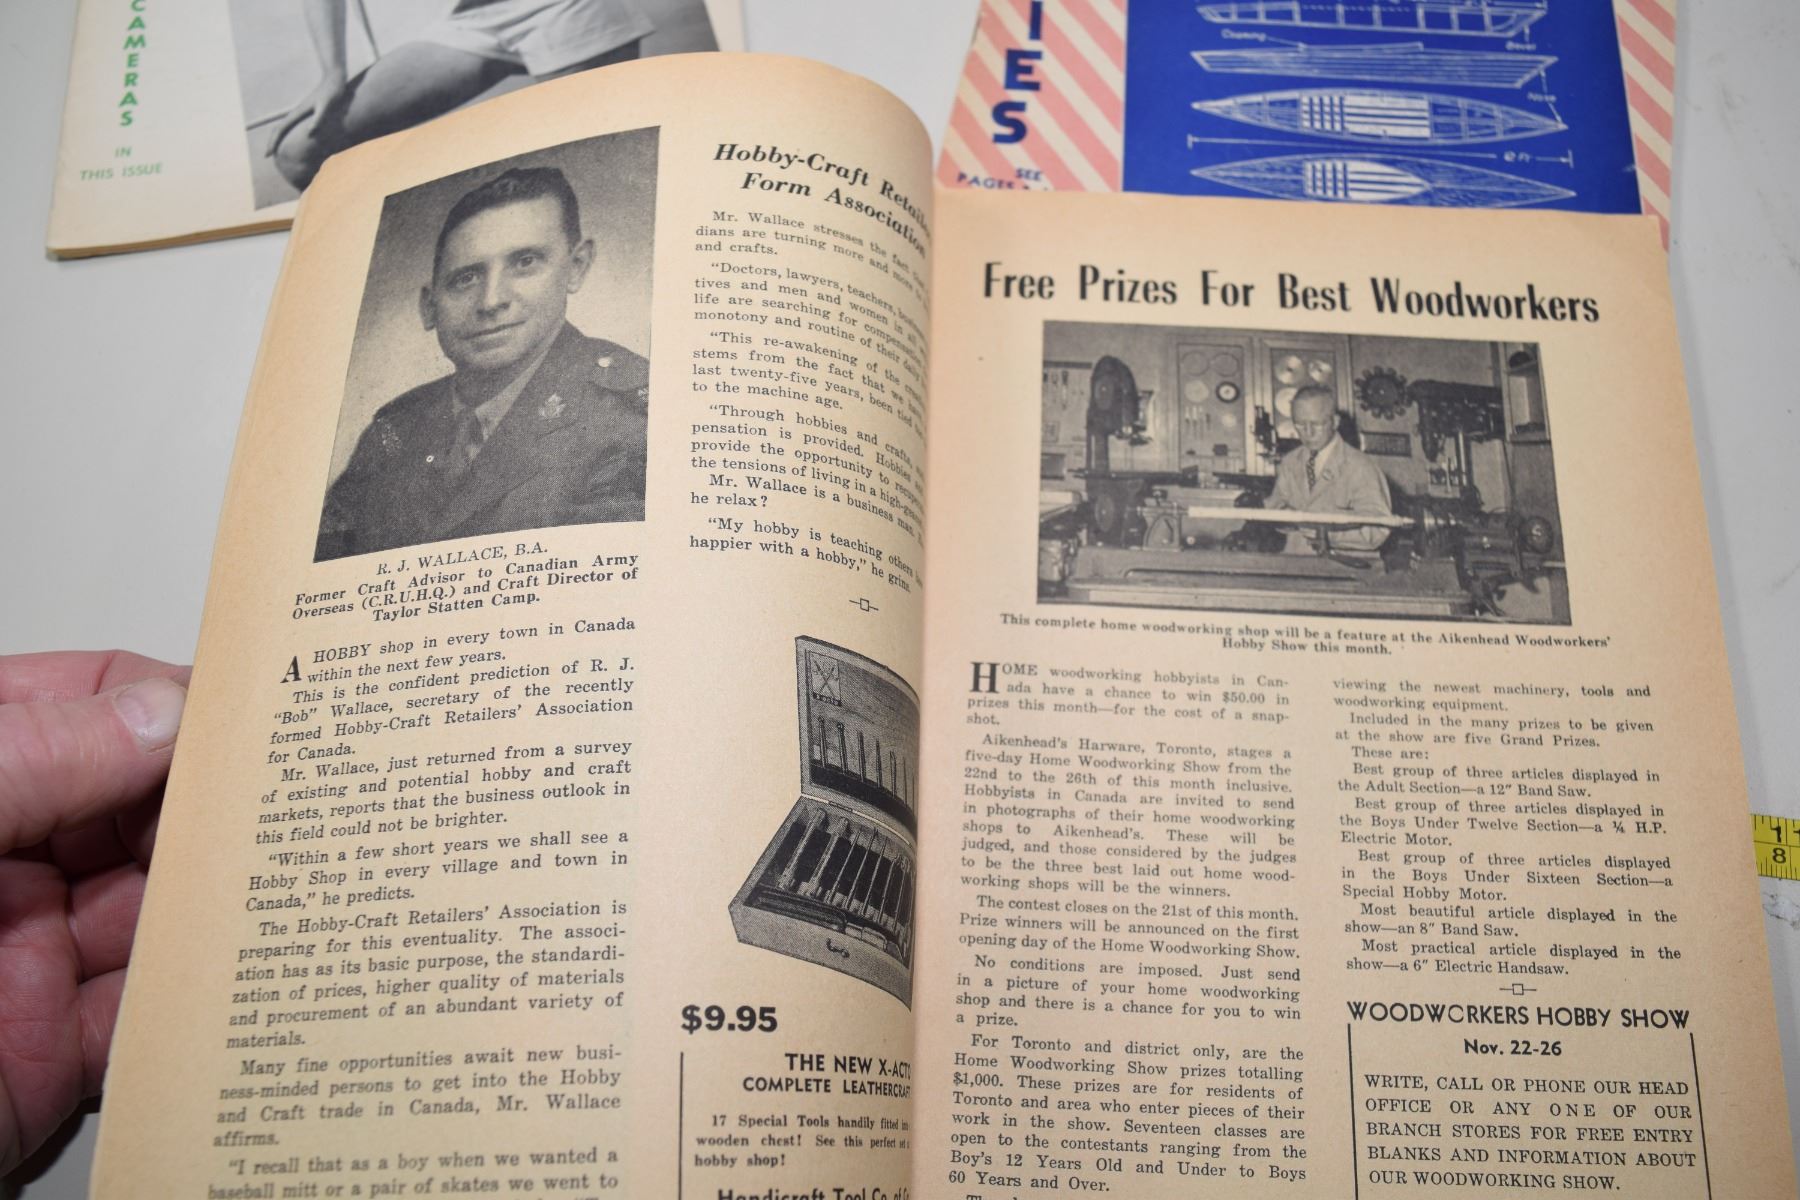 CAMERAS
IN
THIS ISSUE
IES
SEE
PAGES
Chaming
Bevel
Nose
R. J. WALLACE, B.A.
Former Craft Advisor to Canadian Army
Overseas (C.R.U.H.Q.) and Craft Director of
Taylor Statten Camp.
A HOBBY shop in every town in Canada
within the next few years.
This is the confident prediction of R. J.
"Bob" Wallace, secretary of the recently
formed Hobby-Craft Retailers' Association
for Canada.
Mr. Wallace, just returned from a survey
of existing and potential hobby and craft
markets, reports that the business outlook in
this field could not be brighter.
"Within a few short years we shall see a
Hobby Shop in every village and town in
Canada," he predicts.
The Hobby-Craft Retailers' Association is
preparing for this eventuality. The associ-
ation has as its basic purpose, the standardi-
zation of prices, higher quality of materials
and procurement of an abundant variety of
materials.
Many fine opportunities await new busi-
ness-minded persons to get into the Hobby
and Craft trade in Canada, Mr. Wallace
affirms.
"I recall that as a boy when we wanted a
baseball mitt or a pair of skates we went to
Hobby-Craft Retailers
Form Association
Mr. Wallace stresses the fact that
dians are turning more and more to
and crafts.
"Doctors, lawyers, teachers,
tives and men and women in all
life are searching for compensation
monotony and routine of their daily
"This re-awakening of the
stems from the fact that we have
last twenty-five years, been tied
to the machine age.
"Through hobbies and crafts,
pensation is provided. Hobbies
provide the opportunity to
the tensions of living in a high-geared
Mr. Wallace is a business man.
he relax?
"My hobby is teaching others
happier with a hobby," he grins.
$9.95
THE NEW X-ACTO
COMPLETE LEATHERCRAFT
17 Special Tools handily fitted
wooden chest! See this perfect
hobby shop!
Handicraft Tool Co. of
Free Prizes For Best Woodworkers
This complete home woodworking shop will be a feature at the Aikenhead Woodworkers'
Hobby Show this month.
HOME woodworking hobbyists in Can-
ada have a chance to win $50.00 in
prizes this month—for the cost of a snap-
shot.
Aikenhead's Harware, Toronto, stages a
five-day Home Woodworking Show from the
22nd to the 26th of this month inclusive.
Hobbyists in Canada are invited to send
in photographs of their home woodworking
shops to Aikenhead's. These will be
judged, and those considered by the judges
to be the three best laid out home wood-
working shops will be the winners.
The contest closes on the 21st of this month.
Prize winners will be announced on the first
opening day of the Home Woodworking Show.
No conditions are imposed. Just send
in a picture of your home woodworking
shop and there is a chance for you to win
a prize.
For Toronto and district only, are the
Home Woodworking Show prizes totalling
$1,000. These prizes are for residents of
Toronto and area who enter pieces of their
work in the show. Seventeen classes are
open to the contestants ranging from the
Boy's 12 Years Old and Under to Boys
60 Years and Over.
viewing the newest machinery, tools and
woodworking equipment.
Included in the many prizes to be given
at the show are five Grand Prizes.
These are:
Best group of three articles displayed in
the Adult Section—a 12" Band Saw.
Best group of three articles displayed in
the Boys Under Twelve Section—a ¼ H.P.
Electric Motor.
Best group of three articles displayed
in the Boys Under Sixteen Section—a
Special Hobby Motor.
Most beautiful article displayed in the
show—an 8" Band Saw.
Most practical article displayed in the
show—a 6" Electric Handsaw.
WOODWORKERS HOBBY SHOW
Nov. 22-26
WRITE, CALL OR PHONE OUR HEAD
OFFICE OR ANY ONE OF OUR
BRANCH STORES FOR FREE ENTRY
BLANKS AND INFORMATION ABOUT
OUR WOODWORKING SHOW.
8